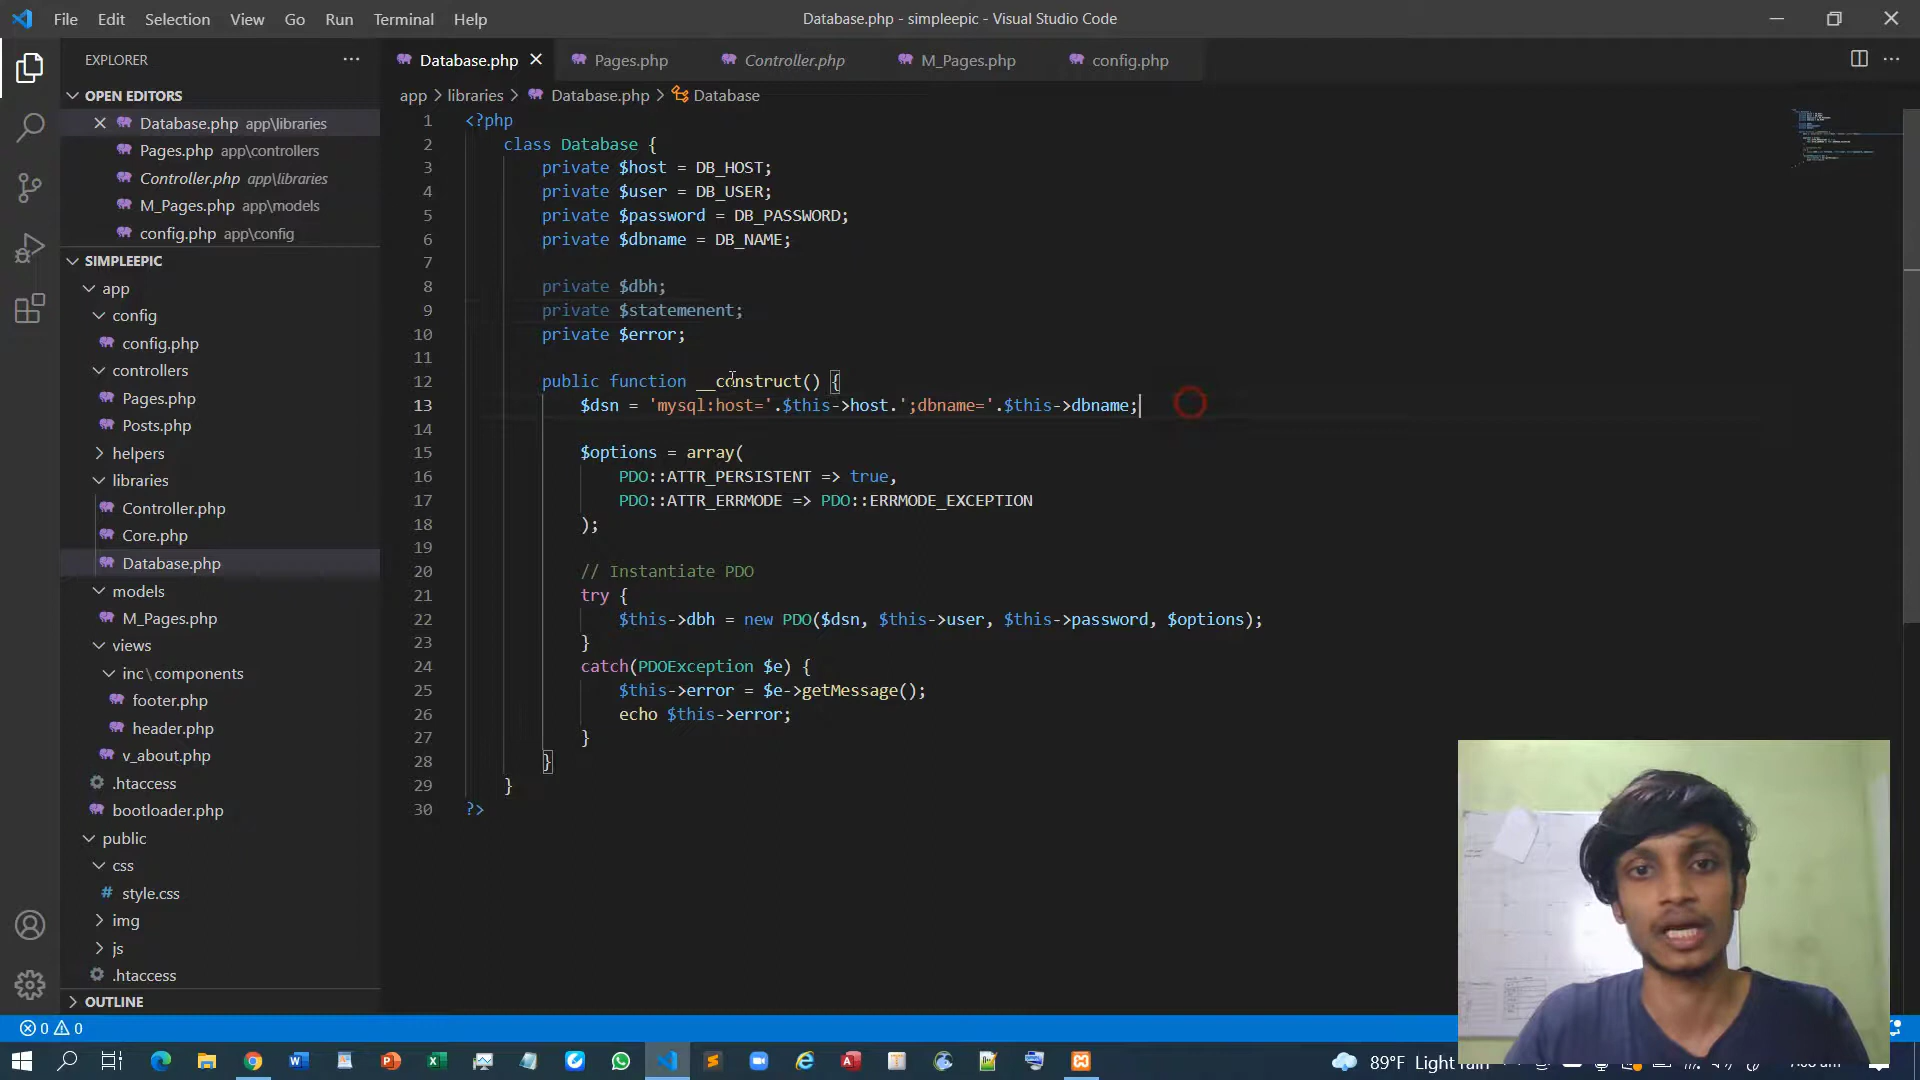 File Edit Selection View Go Run Terminal Help
Database.php - simpleepic - Visual Studio Code
EXPLORER
Database.php
Pages.php
Controller.php
M_Pages.php
config.php
OPEN EDITORS
app > libraries > Database.php > Database
Database.php app\libraries
Pages.php app\controllers
Controller.php app\libraries
M_Pages.php app\models
config.php app\config
SIMPLEEPIC
app
config
config.php
controllers
Pages.php
Posts.php
helpers
libraries
Controller.php
Core.php
Database.php
models
M_Pages.php
views
inc\components
footer.php
header.php
v_about.php
.htaccess
bootloader.php
public
css
# style.css
img
js
.htaccess
OUTLINE
1 <?php
2 class Database {
3 private $host = DB_HOST;
4 private $user = DB_USER;
5 private $password = DB_PASSWORD;
6 private $dbname = DB_NAME;
7
8 private $dbh;
9 private $statemenent;
10 private $error;
11
12 public function __construct() {
13 $dsn = 'mysql:host='.$this->host.';dbname='.$this->dbname;
14
15 $options = array(
16 PDO::ATTR_PERSISTENT => true,
17 PDO::ATTR_ERRMODE => PDO::ERRMODE_EXCEPTION
18 );
19
20 // Instantiate PDO
21 try {
22 $this->dbh = new PDO($dsn, $this->user, $this->password, $options);
23 }
24 catch(PDOException $e) {
25 $this->error = $e->getMessage();
26 echo $this->error;
27 }
28 }
29 }
30 ?>
0 0
89°F Light rain